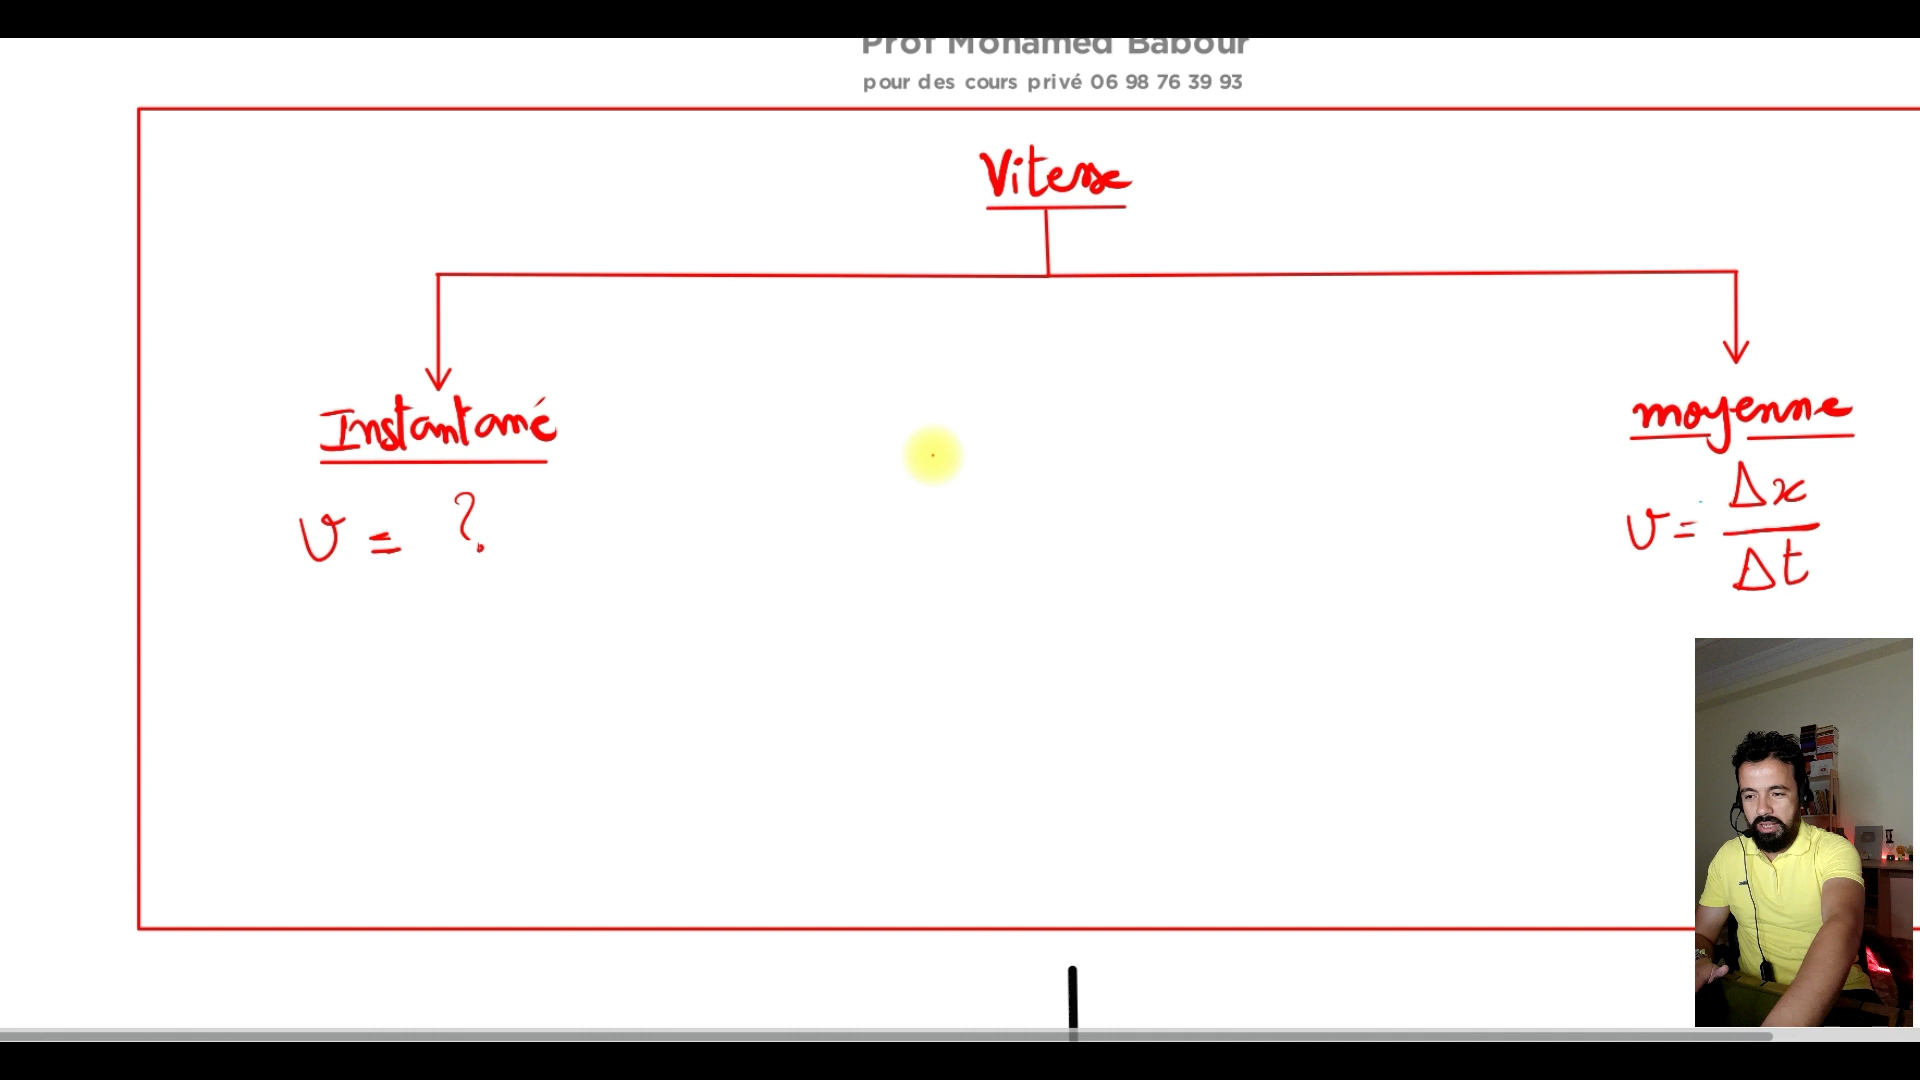 Prof Mohamed Babour
pour des cours privé 06 98 76 39 93
Vitesse
Instantané
v = ?
moyenne
v = Δx / Δt